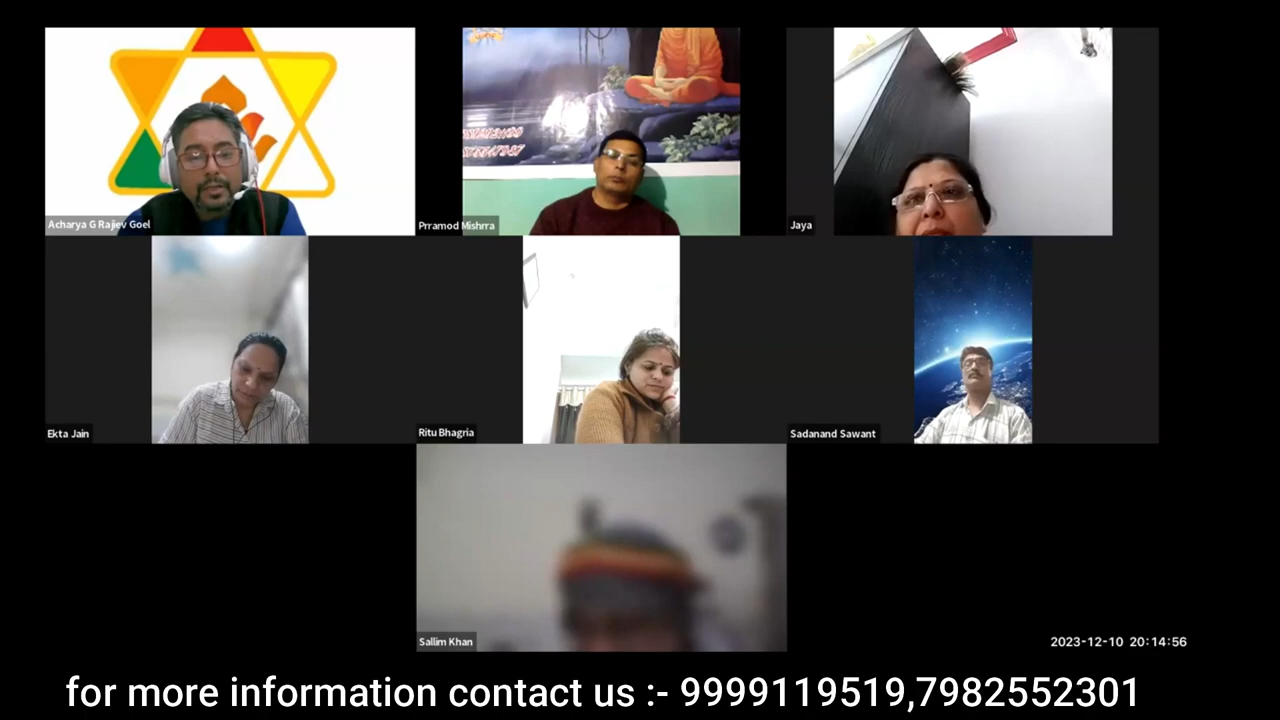 Acharya G Rajiev Goel
Prramod Mishrra
Jaya
Ekta Jain
Ritu Bhagria
Sadanand Sawant
Sallim Khan
2023-12-10 20:14:56
for more information contact us :- 9999119519,7982552301